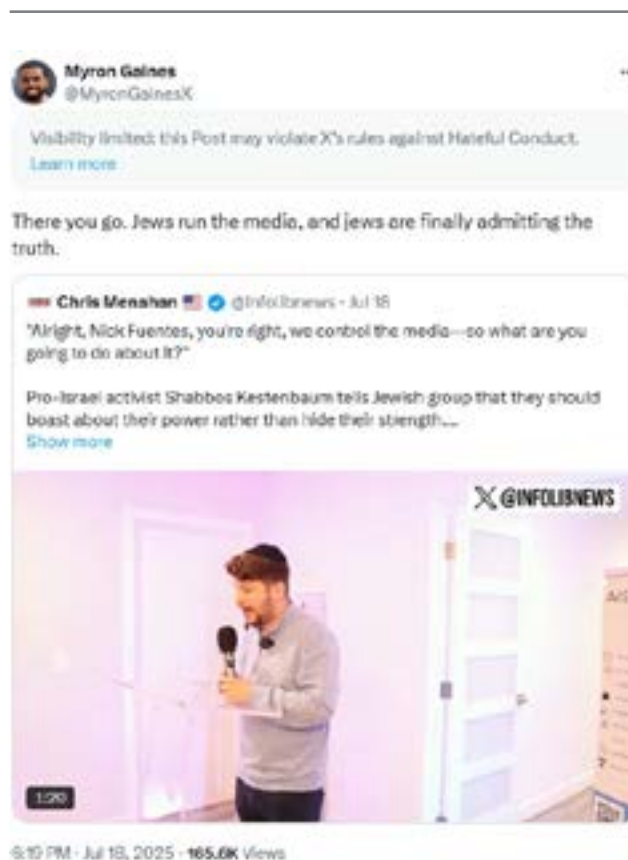 Myron Gaines
@MyronGainesX
Visibility limited: this Post may violate X's rules against Hateful Conduct.
Learn more
There you go. Jews run the media, and jews are finally admitting the
truth.
Chris Menahan @infolibnews · Jul 18
"Alright, Nick Fuentes, you're right, we control the media—so what are you
going to do about it?"
Pro-Israel activist Shabbos Kestenbaum tells Jewish group that they should
boast about their power rather than hide their strength....
Show more
X @INFOLIBNEWS
1:20
6:19 PM · Jul 18, 2025 · 165.6K Views